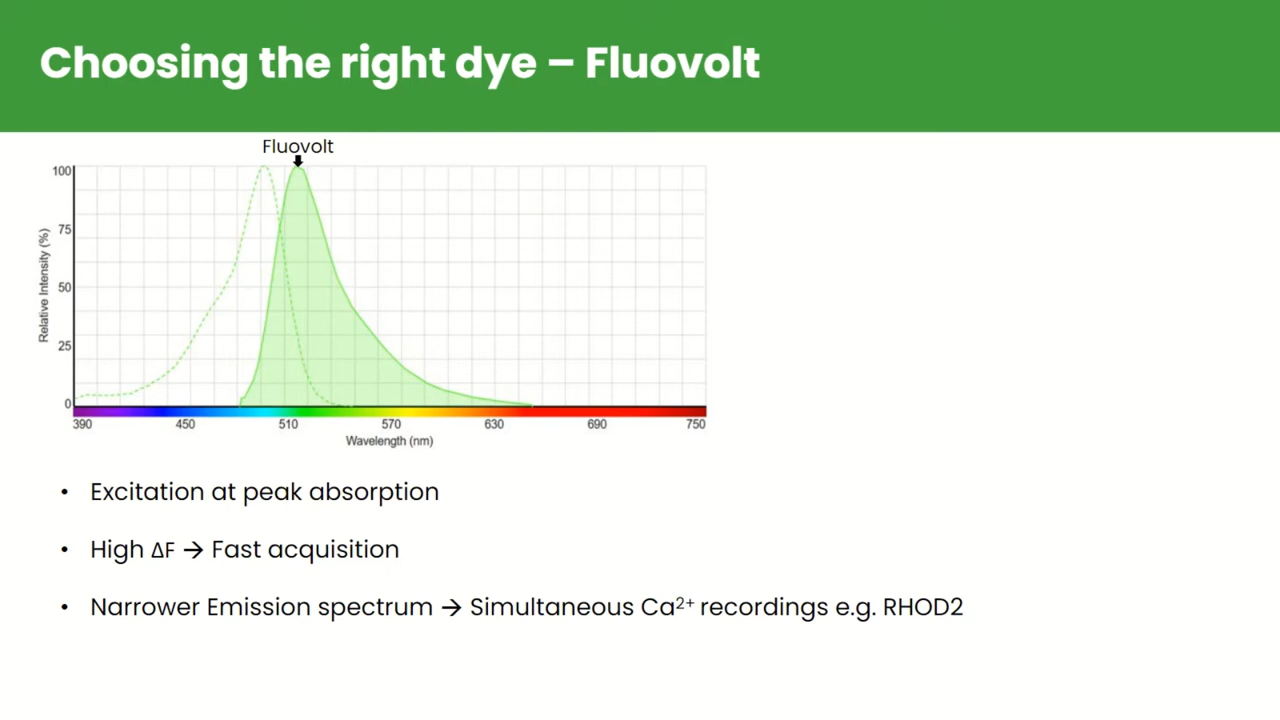 Choosing the right dye – Fluovolt
Fluovolt
100
75
50
25
0
Relative Intensity (%)
390 450 510 570 630 690 750
Wavelength (nm)
• Excitation at peak absorption
• High ΔF → Fast acquisition
• Narrower Emission spectrum → Simultaneous Ca²⁺ recordings e.g. RHOD2